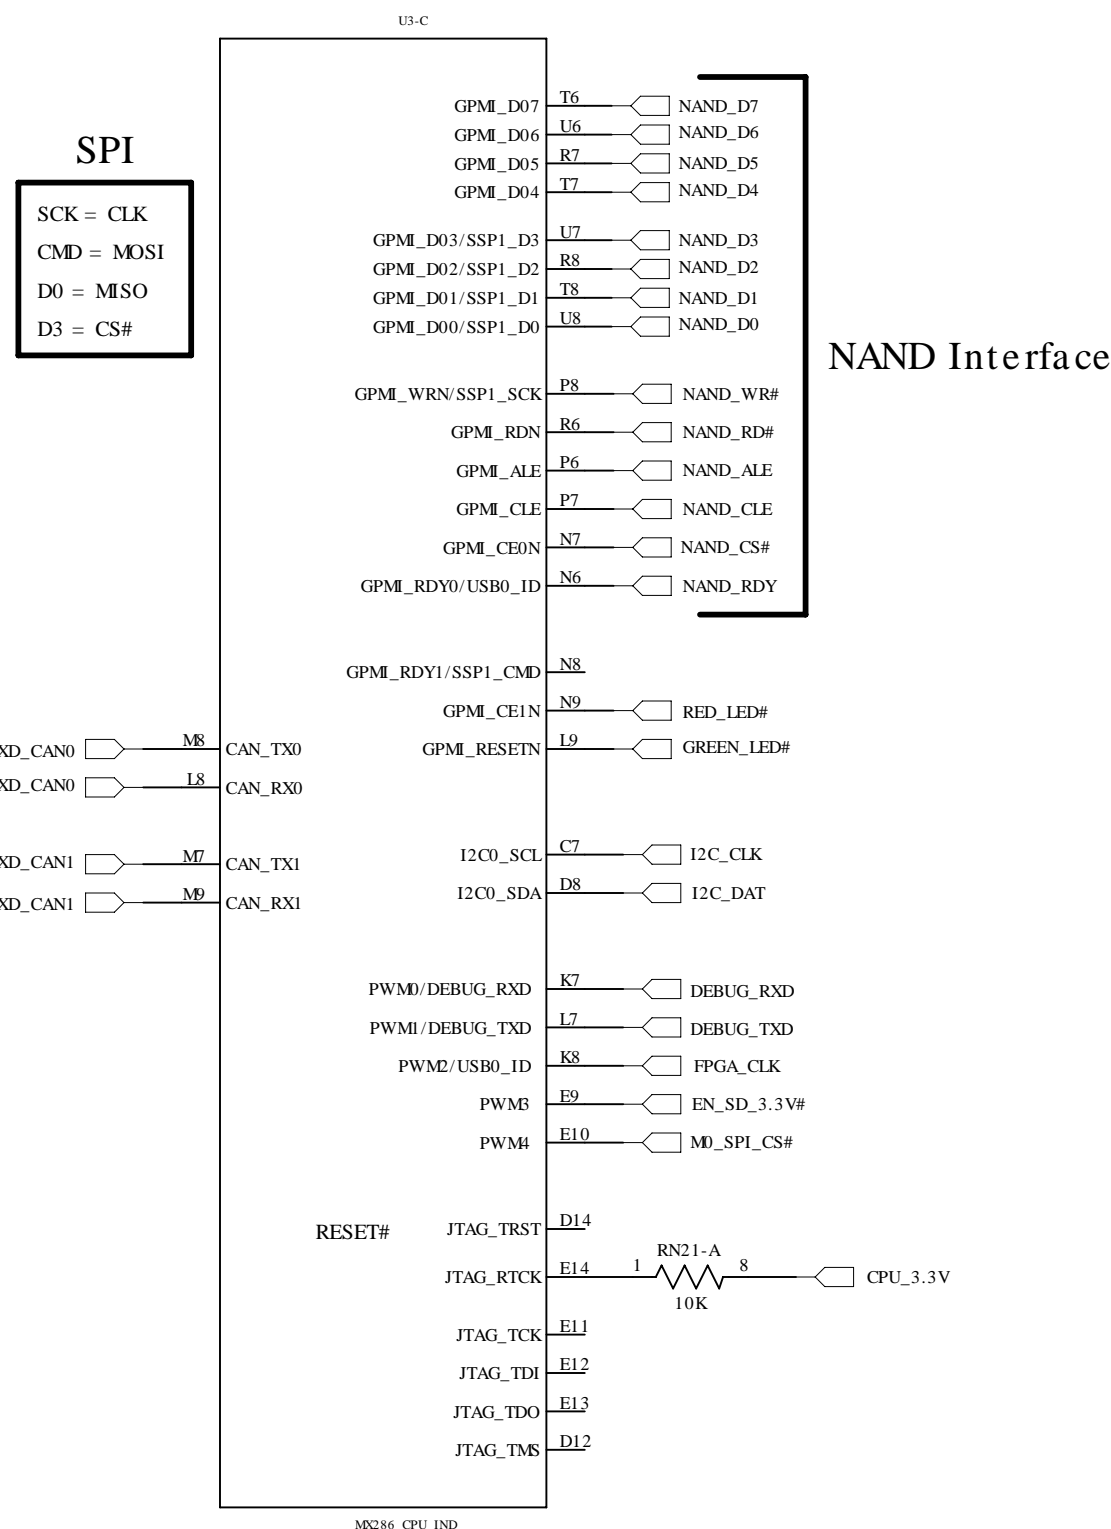 U3-C
SPI
SCK = CLK
CMD = MOSI
D0 = MISO
D3 = CS#
GPMI_D07 T6 NAND_D7
GPMI_D06 U6 NAND_D6
GPMI_D05 R7 NAND_D5
GPMI_D04 T7 NAND_D4
GPMI_D03/SSP1_D3 U7 NAND_D3
GPMI_D02/SSP1_D2 R8 NAND_D2
GPMI_D01/SSP1_D1 T8 NAND_D1
GPMI_D00/SSP1_D0 U8 NAND_D0
NAND Interface
GPMI_WRN/SSP1_SCK P8 NAND_WR#
GPMI_RDN R6 NAND_RD#
GPMI_ALE P6 NAND_ALE
GPMI_CLE P7 NAND_CLE
GPMI_CE0N N7 NAND_CS#
GPMI_RDY0/USB0_ID N6 NAND_RDY
GPMI_RDY1/SSP1_CMD N8
GPMI_CE1N N9 RED_LED#
XD_CAN0 M8 CAN_TX0 GPMI_RESETN L9 GREEN_LED#
XD_CAN0 L8 CAN_RX0
XD_CAN1 M7 CAN_TX1 I2C0_SCL C7 I2C_CLK
XD_CAN1 M9 CAN_RX1 I2C0_SDA D8 I2C_DAT
PWM0/DEBUG_RXD K7 DEBUG_RXD
PWM1/DEBUG_TXD L7 DEBUG_TXD
PWM2/USB0_ID K8 FPGA_CLK
PWM3 E9 EN_SD_3.3V#
PWM4 E10 M0_SPI_CS#
RESET# JTAG_TRST D14
RN21-A
JTAG_RTCK E14 1 8 CPU_3.3V
10K
JTAG_TCK E11
JTAG_TDI E12
JTAG_TDO E13
JTAG_TMS D12
MX286_CPU_IND